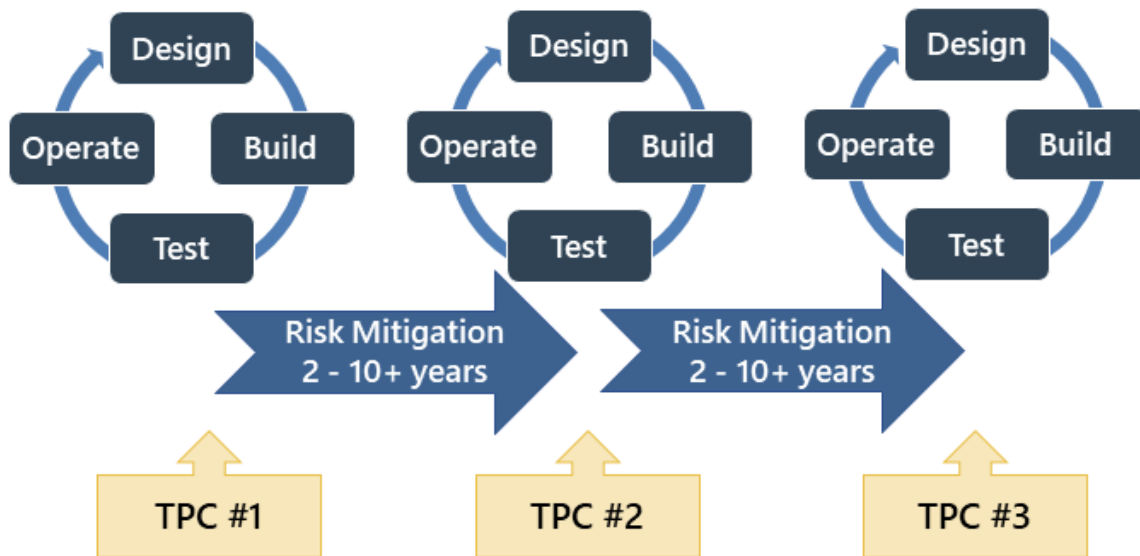 Design
Operate
Build
Test
Design
Operate
Build
Test
Design
Operate
Build
Test
Risk Mitigation
2 - 10+ years
Risk Mitigation
2 - 10+ years
TPC #1
TPC #2
TPC #3